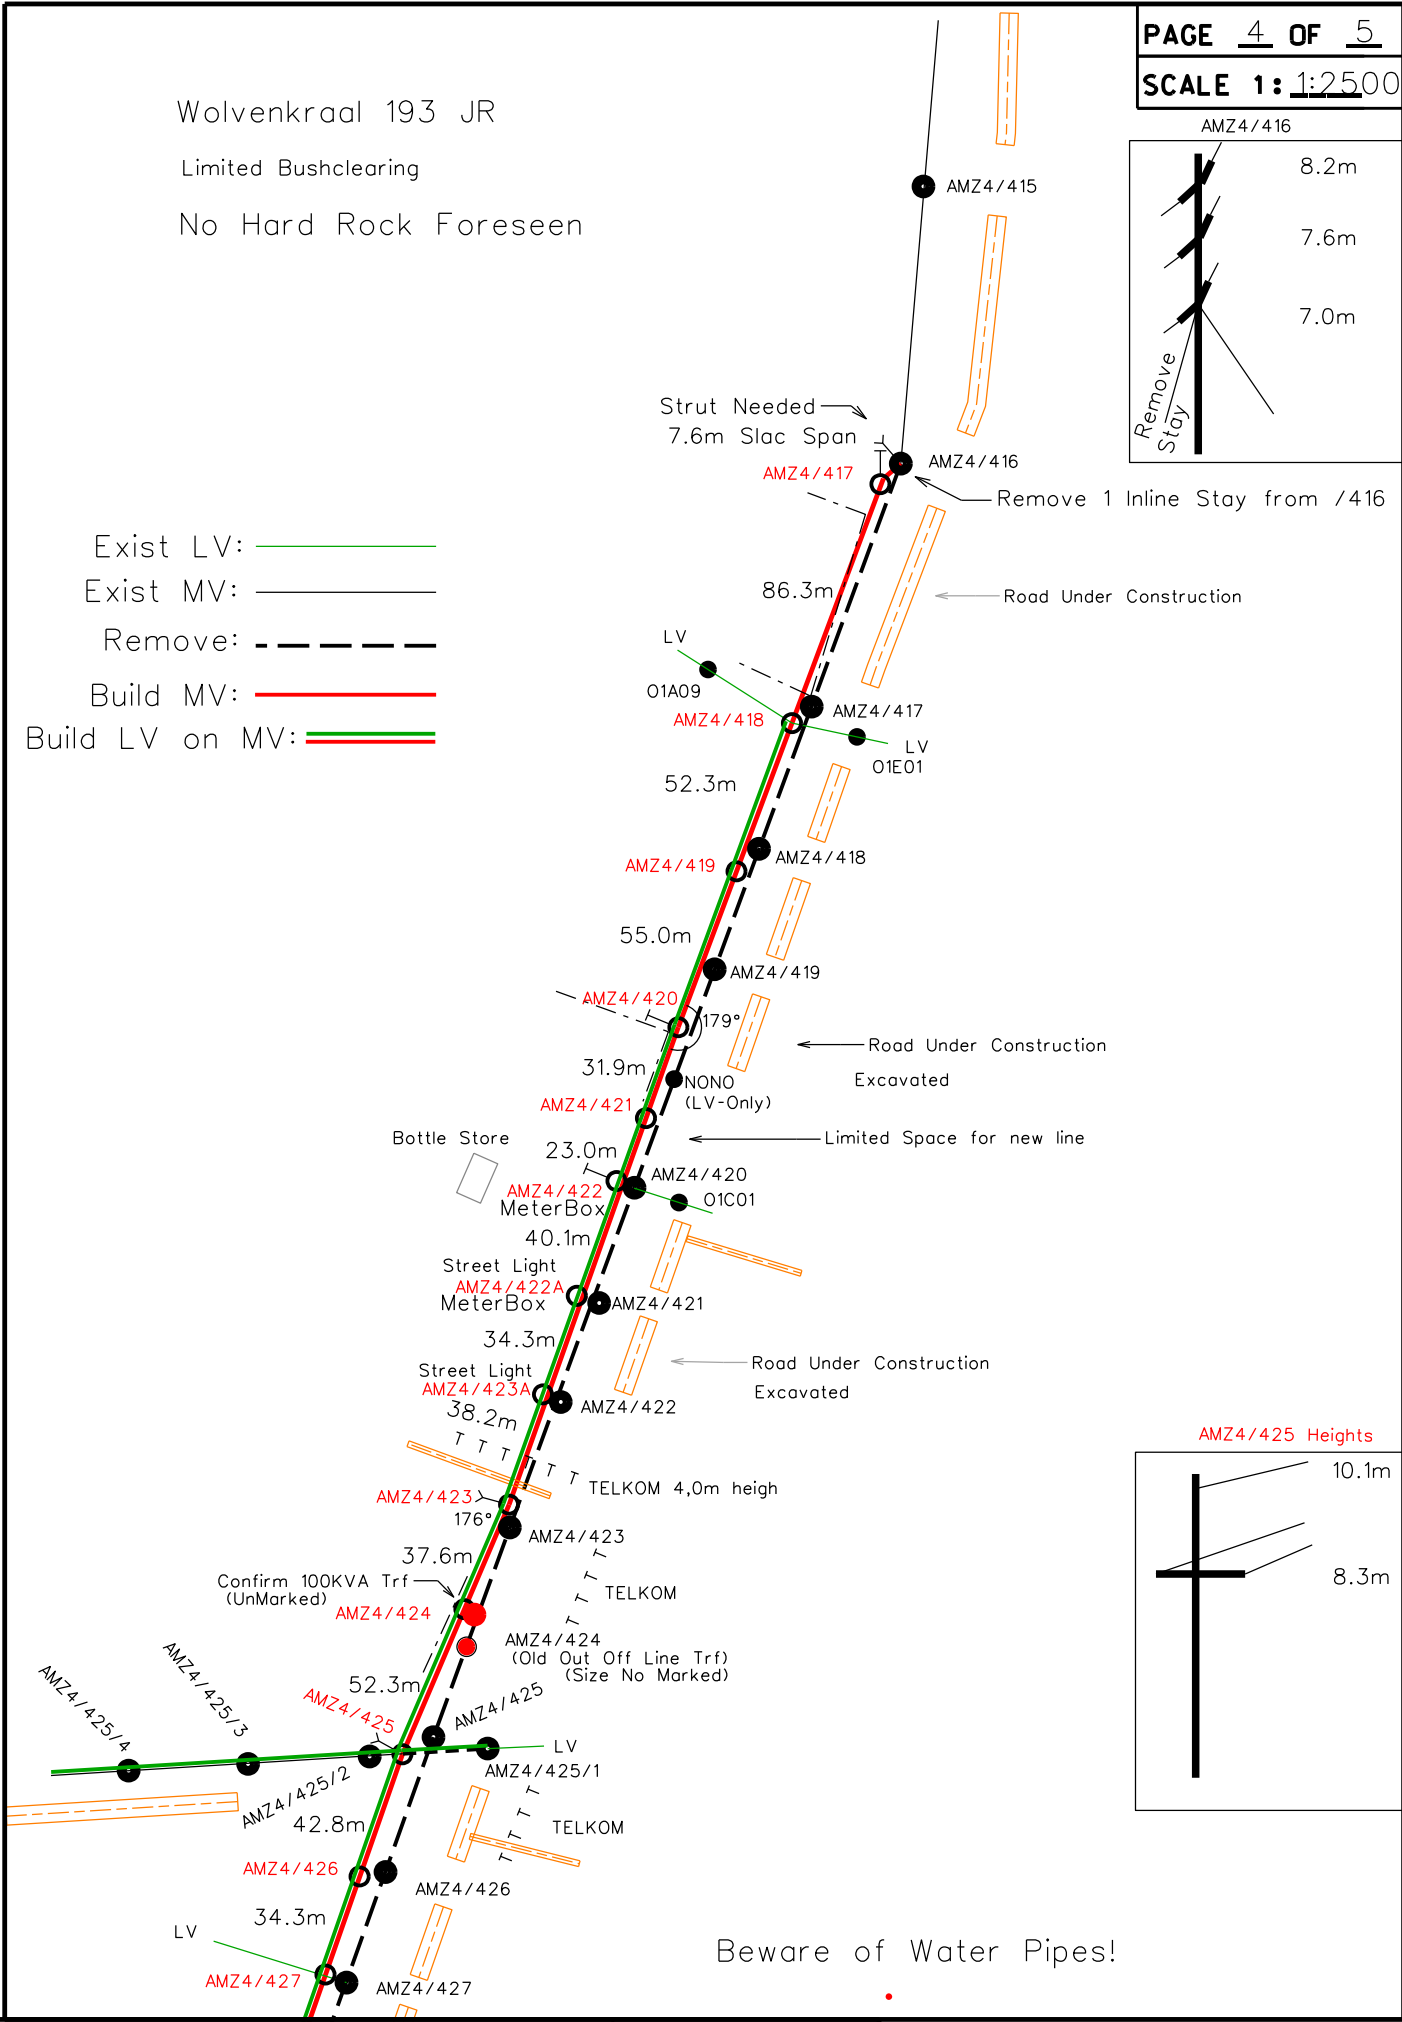 PAGE 4 OF 5
SCALE 1: 1:2500
Wolvenkraal 193 JR
Limited Bushclearing
No Hard Rock Foreseen
AMZ4/416
8.2m
7.6m
7.0m
Remove
Stay
AMZ4/415
Strut Needed
7.6m Slac Span
AMZ4/416
AMZ4/417
Remove 1 Inline Stay from /416
Exist LV:
Exist MV:
Remove:
Build MV:
Build LV on MV:
86.3m
Road Under Construction
LV
O1A09
AMZ4/417
AMZ4/418
LV
O1E01
52.3m
AMZ4/418
AMZ4/419
55.0m
AMZ4/419
AMZ4/420
179°
Road Under Construction
Excavated
31.9m
NONO
(LV-Only)
AMZ4/421
Bottle Store
Limited Space for new line
23.0m
AMZ4/420
AMZ4/422
O1C01
MeterBox
40.1m
Street Light
AMZ4/422A
MeterBox
AMZ4/421
34.3m
Road Under Construction
Excavated
Street Light
AMZ4/423A
AMZ4/422
38.2m
T T T T T T
TELKOM 4,0m heigh
AMZ4/423
176°
AMZ4/423
37.6m
T T T T T T
TELKOM
Confirm 100KVA Trf
(UnMarked)
AMZ4/424
AMZ4/424
(Old Out Off Line Trf)
(Size No Marked)
AMZ4/425 Heights
10.1m
8.3m
52.3m
AMZ4/425
AMZ4/425
AMZ4/425/3
AMZ4/425/4
LV
AMZ4/425/1
AMZ4/425/2
T T T T T
TELKOM
42.8m
AMZ4/426
AMZ4/426
34.3m
LV
AMZ4/427
AMZ4/427
Beware of Water Pipes!